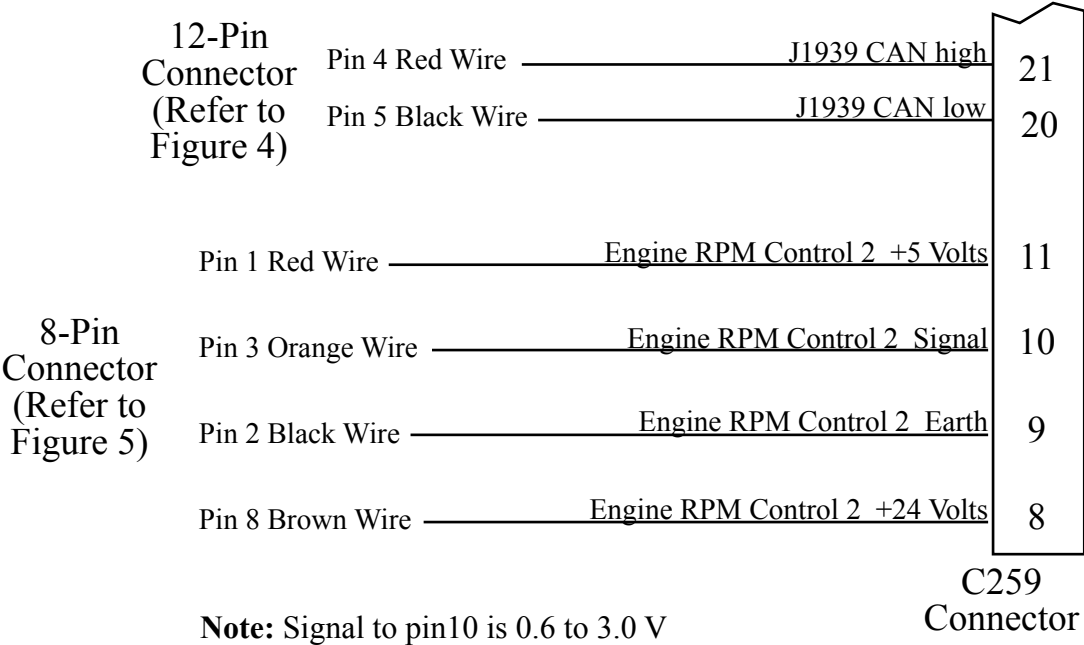 12-Pin
Connector
(Refer to
Figure 4)
Pin 4 Red Wire J1939 CAN high 21
Pin 5 Black Wire J1939 CAN low 20
8-Pin
Connector
(Refer to
Figure 5)
Pin 1 Red Wire Engine RPM Control 2 +5 Volts 11
Pin 3 Orange Wire Engine RPM Control 2 Signal 10
Pin 2 Black Wire Engine RPM Control 2 Earth 9
Pin 8 Brown Wire Engine RPM Control 2 +24 Volts 8
C259
Connector
Note: Signal to pin10 is 0.6 to 3.0 V